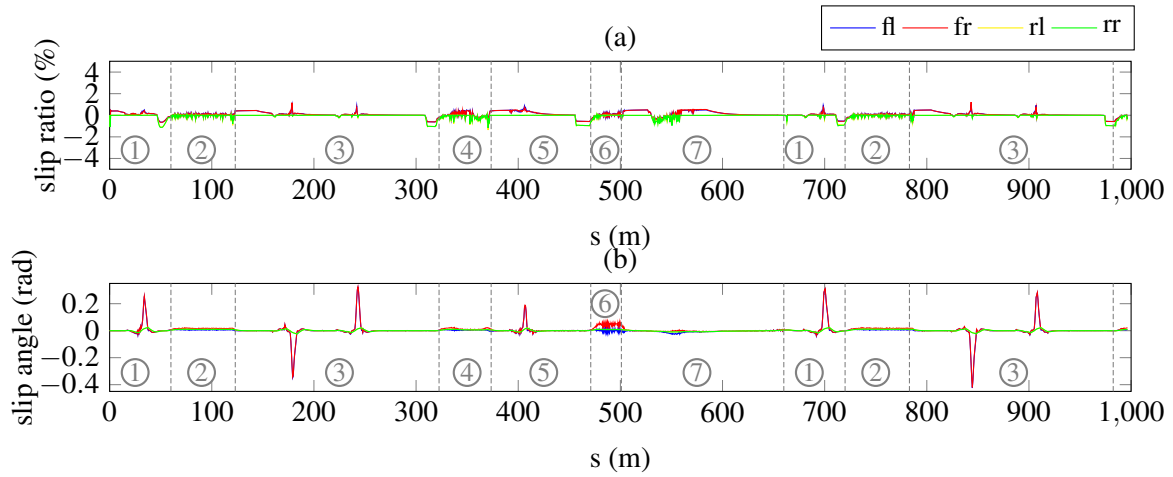 fl fr rl rr
(a)
slip ratio (%)
4
2
0
−2
−4
① ② ③ ④ ⑤ ⑥ ⑦ ① ② ③
0 100 200 300 400 500 600 700 800 900 1,000
s (m)
(b)
slip angle (rad)
0.2
0
−0.2
−0.4
⑥
① ② ③ ④ ⑤ ⑦ ① ② ③
0 100 200 300 400 500 600 700 800 900 1,000
s (m)